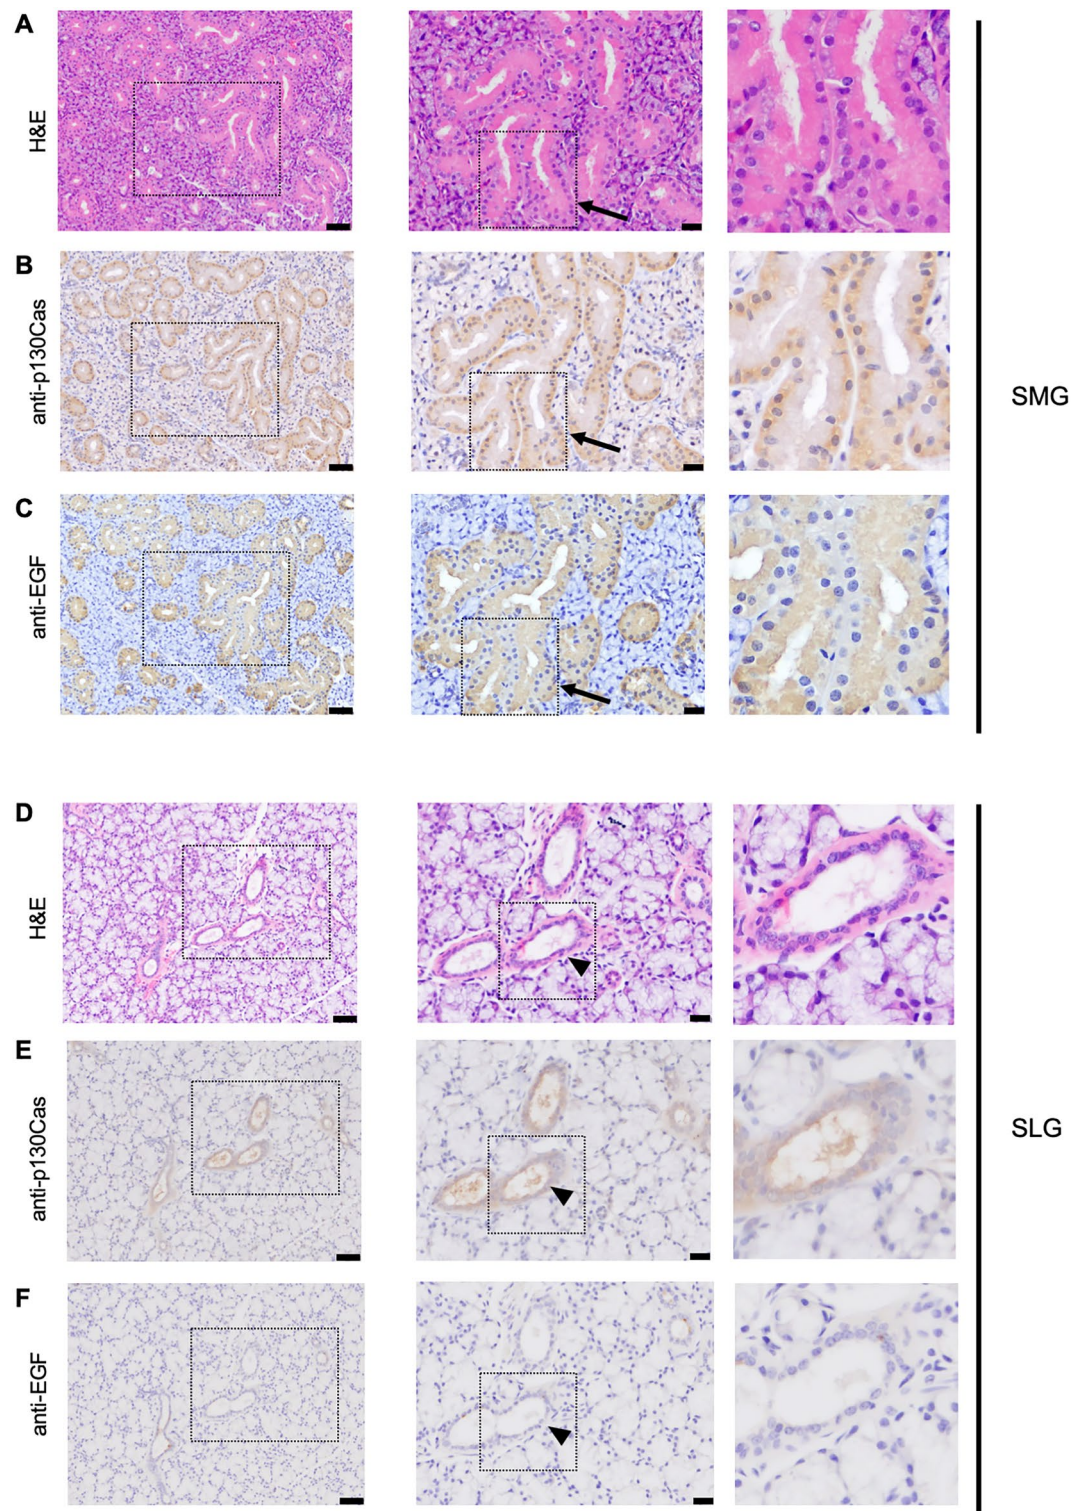 A
H&E
B
anti-p130Cas
C
anti-EGF
SMG
D
H&E
E
anti-p130Cas
F
anti-EGF
SLG